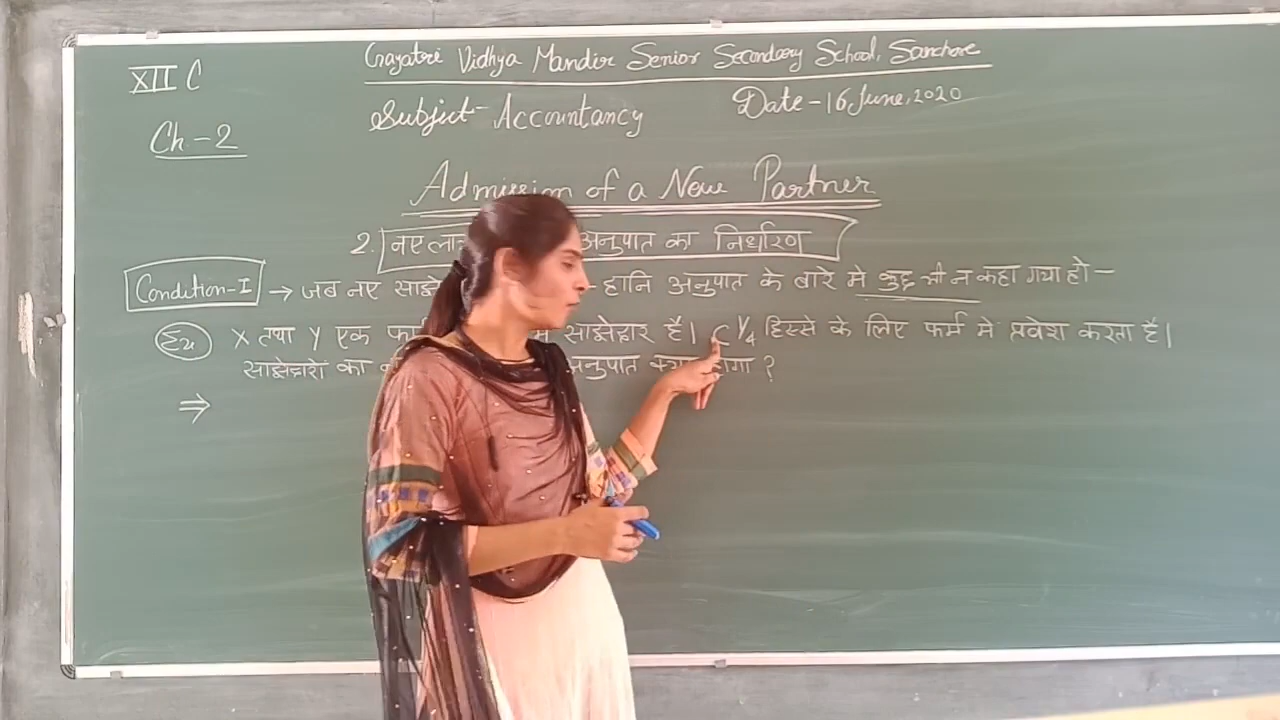 Gayatri Vidhya Mandir Senior Secondary School, Sanchore
XII C
Subject- Accountancy
Date-16 June, 2020
Ch.-2
Admission of a New Partner
2. नए अनुपात का निर्धारण
Condition-I → जब नए - हानि अनुपात के बारे मे कुछ भी न कहा गया हो -
Ex X तथा Y एक साझेदार है। C 1/4 हिस्से के लिए फर्म मे प्रवेश करता है।
साझेदारों का अनुपात क्या होगा ?
⇒